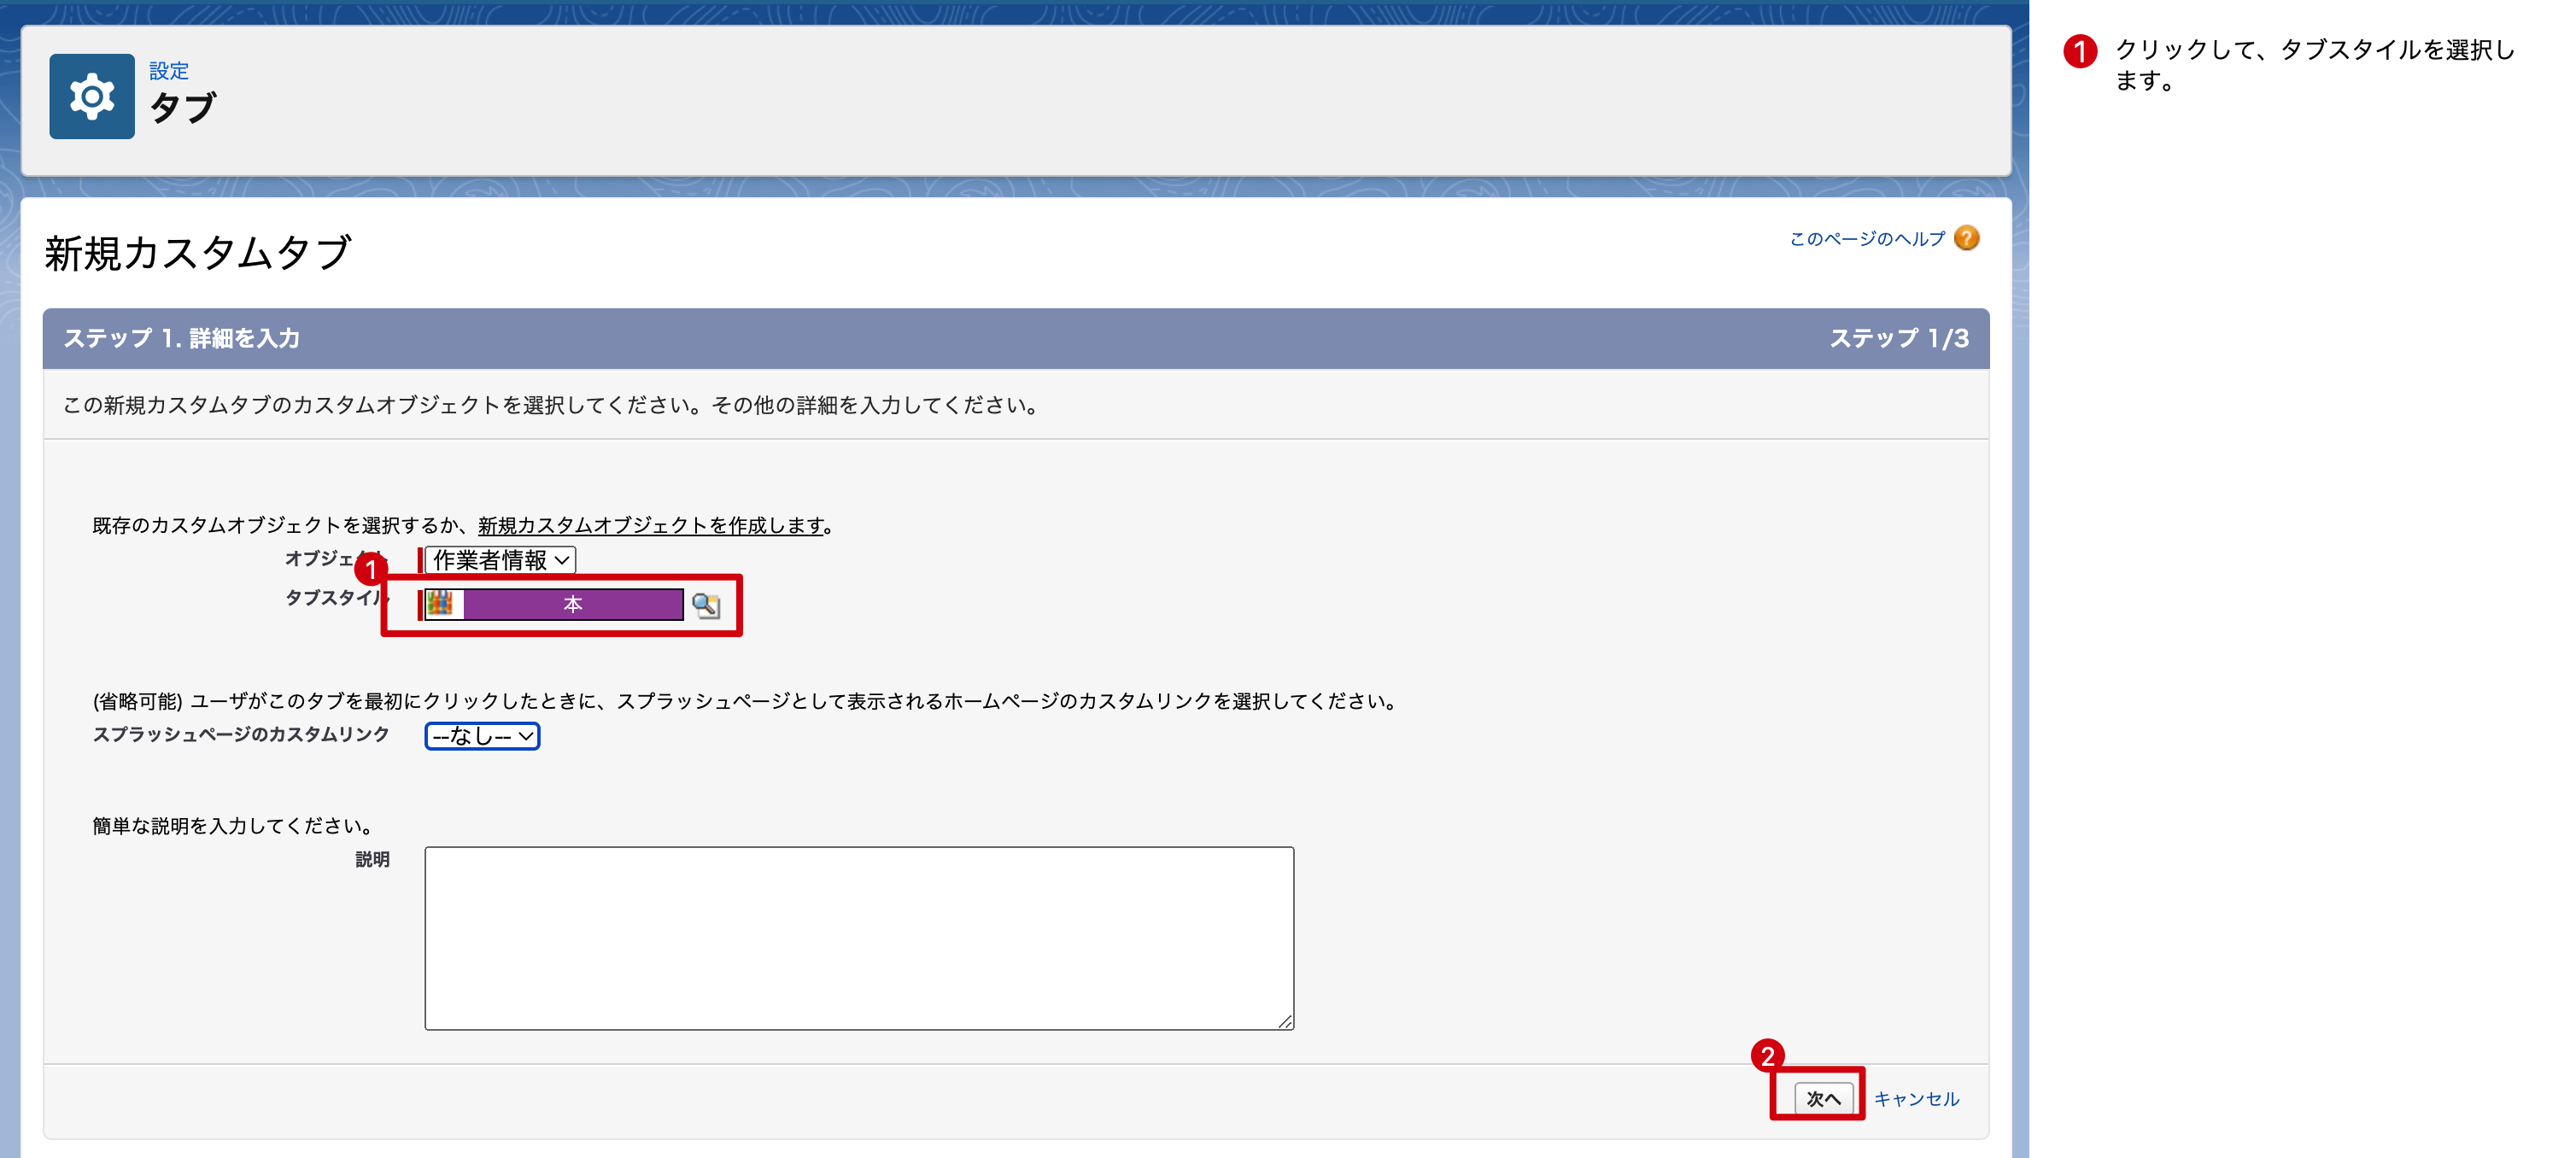 設定
タブ
新規カスタムタブ
このページのヘルプ ?
ステップ 1. 詳細を入力
ステップ 1/3
この新規カスタムタブのカスタムオブジェクトを選択してください。その他の詳細を入力してください。
既存のカスタムオブジェクトを選択するか、新規カスタムオブジェクトを作成します。
オブジェクト
作業者情報
1
タブスタイル
本
(省略可能) ユーザがこのタブを最初にクリックしたときに、スプラッシュページとして表示されるホームページのカスタムリンクを選択してください。
スプラッシュページのカスタムリンク
--なし--
簡単な説明を入力してください。
説明
2
次へ
キャンセル
1 クリックして、タブスタイルを選択し
ます。